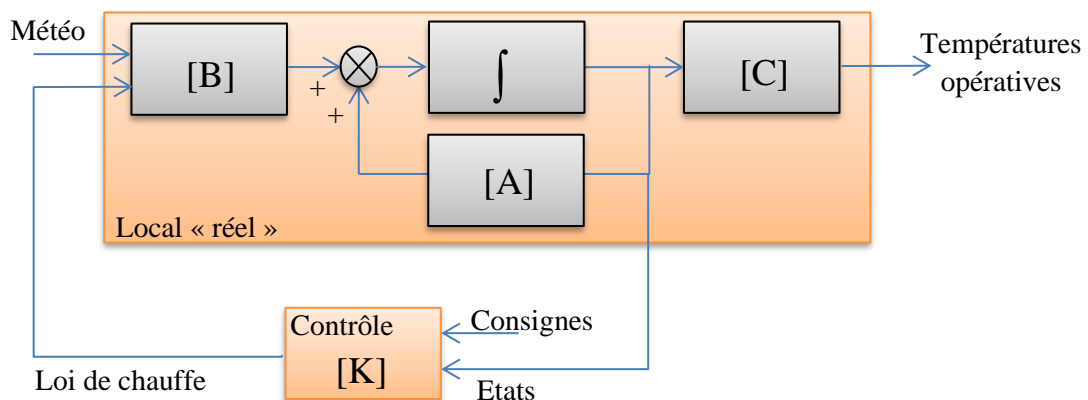 Météo
[B]
+
+
∫
[A]
[C]
Températures
opératives
Local « réel »
Contrôle
[K]
Consignes
Etats
Loi de chauffe